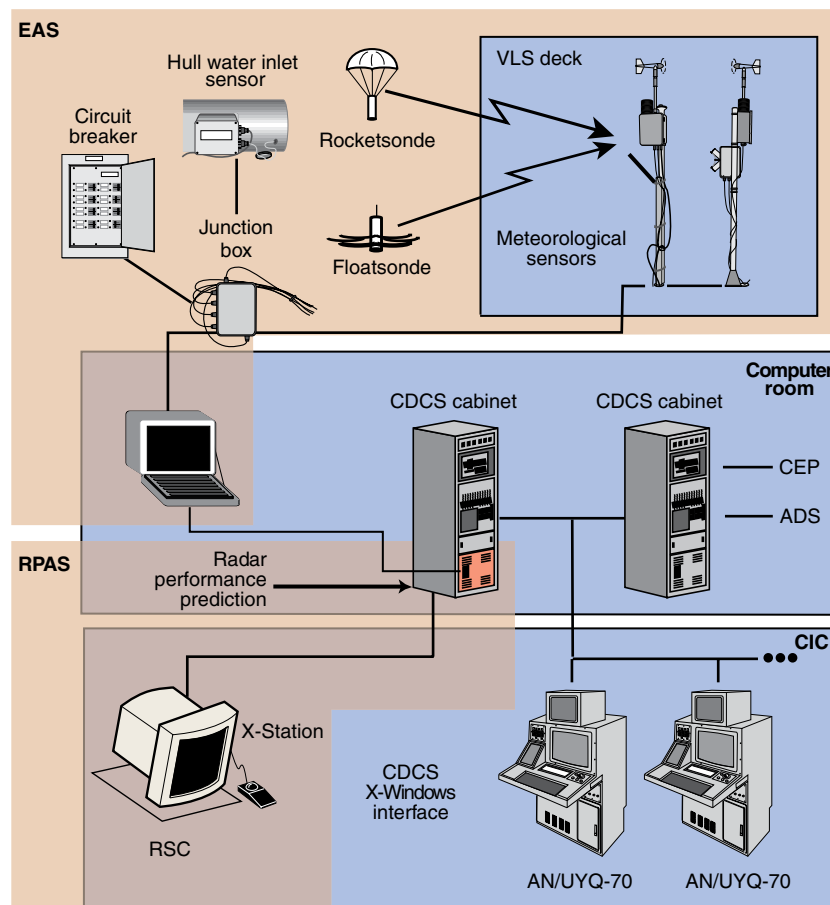 EAS
Hull water inlet
sensor
Circuit
breaker
Rocketsonde
VLS deck
Junction
box
Floatsonde
Meteorological
sensors
Computer
room
CDCS cabinet
CDCS cabinet
CEP
ADS
RPAS
Radar
performance
prediction
CIC
X-Station
CDCS
X-Windows
interface
RSC
AN/UYQ-70
AN/UYQ-70